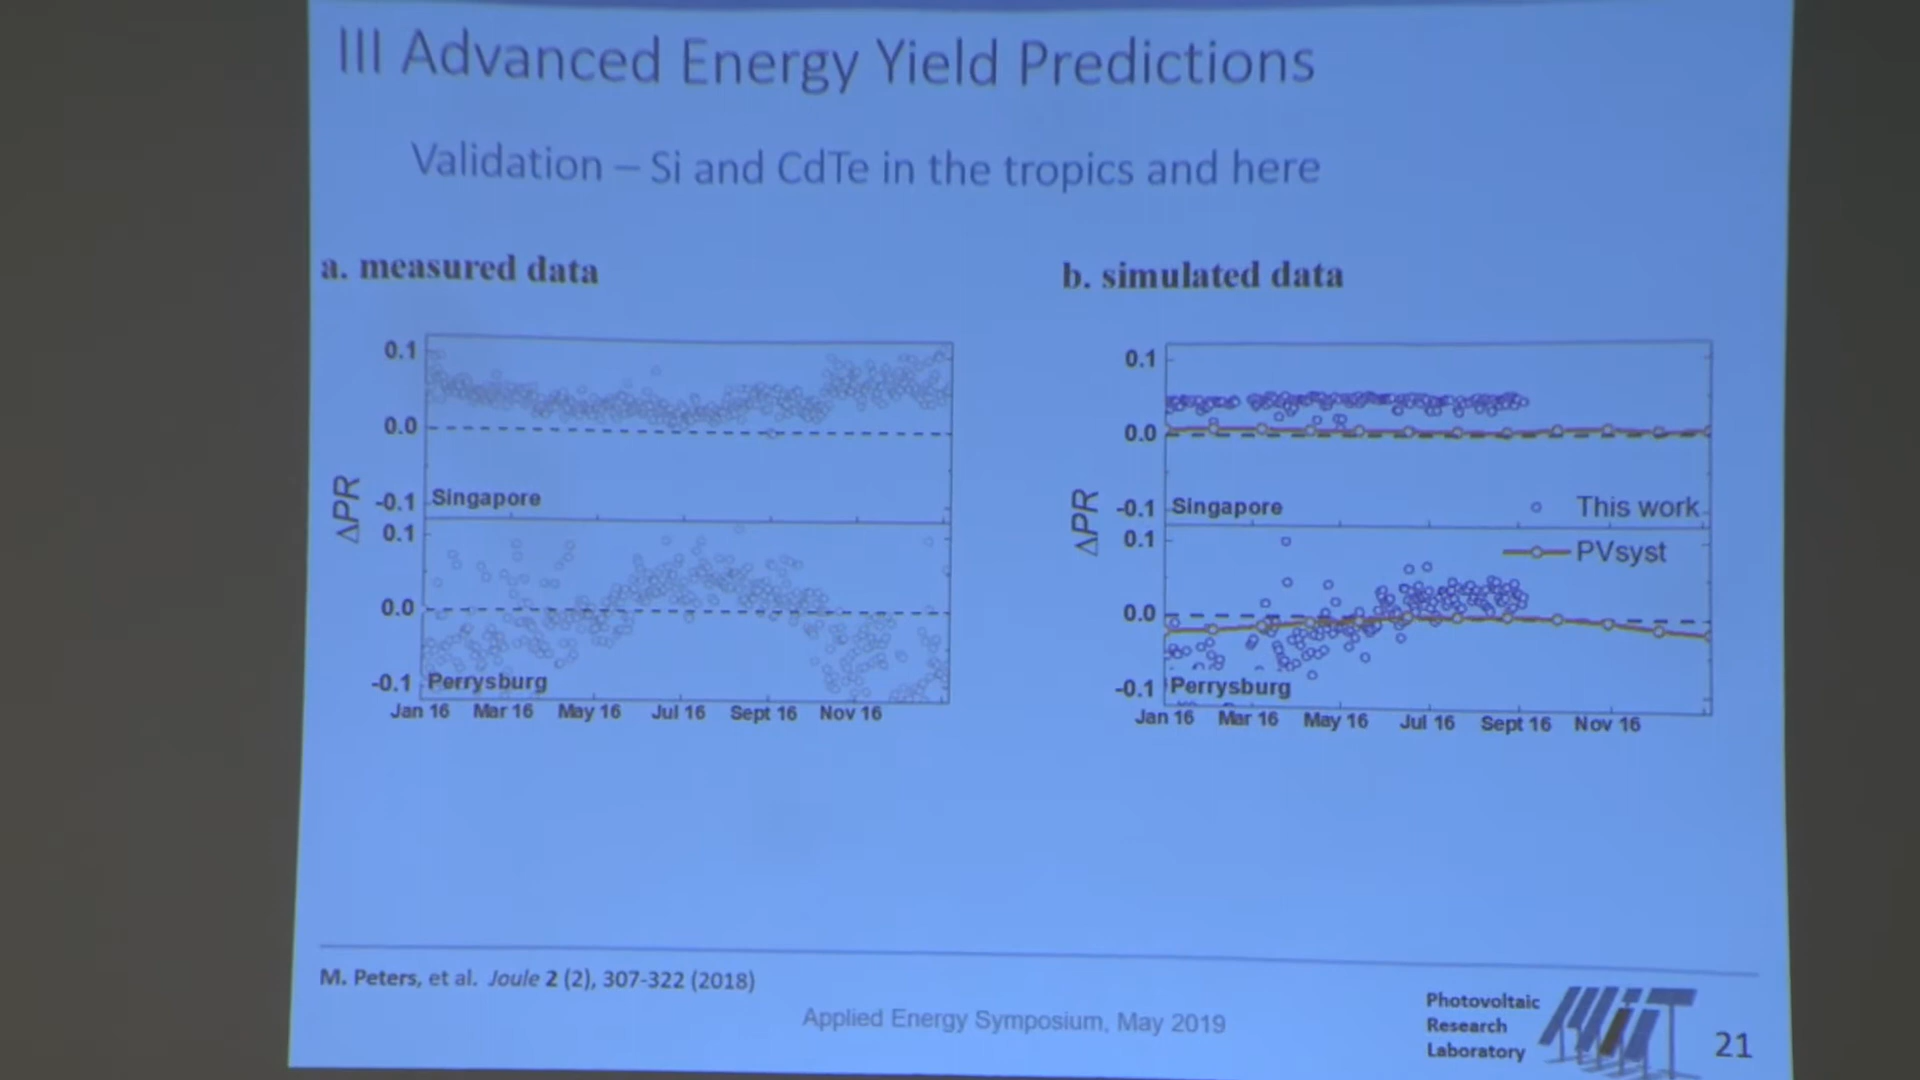 III Advanced Energy Yield Predictions
Validation – Si and CdTe in the tropics and here
a. measured data
0.1
0.0
-0.1
Singapore
0.1
0.0
-0.1
Perrysburg
ΔPR
Jan 16 Mar 16 May 16 Jul 16 Sept 16 Nov 16
b. simulated data
0.1
0.0
-0.1
Singapore
This work
PVsyst
0.1
0.0
-0.1
Perrysburg
ΔPR
Jan 16 Mar 16 May 16 Jul 16 Sept 16 Nov 16
M. Peters, et al. Joule 2 (2), 307-322 (2018)
Applied Energy Symposium, May 2019
Photovoltaic
Research
Laboratory
MIT
21